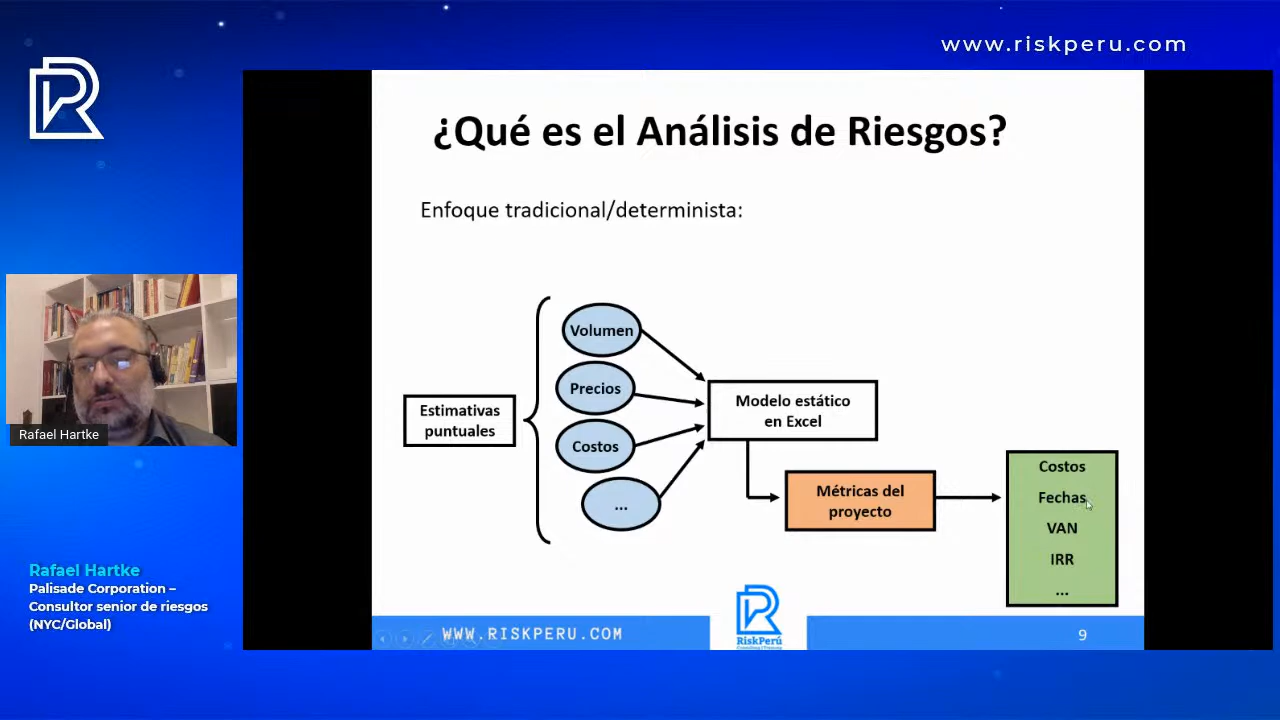 www.riskperu.com
¿Qué es el Análisis de Riesgos?
Enfoque tradicional/determinista:
Estimativas
puntuales
Volumen
Precios
Costos
...
Modelo estático
en Excel
Métricas del
proyecto
Costos
Fechas
VAN
IRR
...
Rafael Hartke
Rafael Hartke
Palisade Corporation –
Consultor senior de riesgos
(NYC/Global)
WWW.RISKPERU.COM
RiskPerú
9